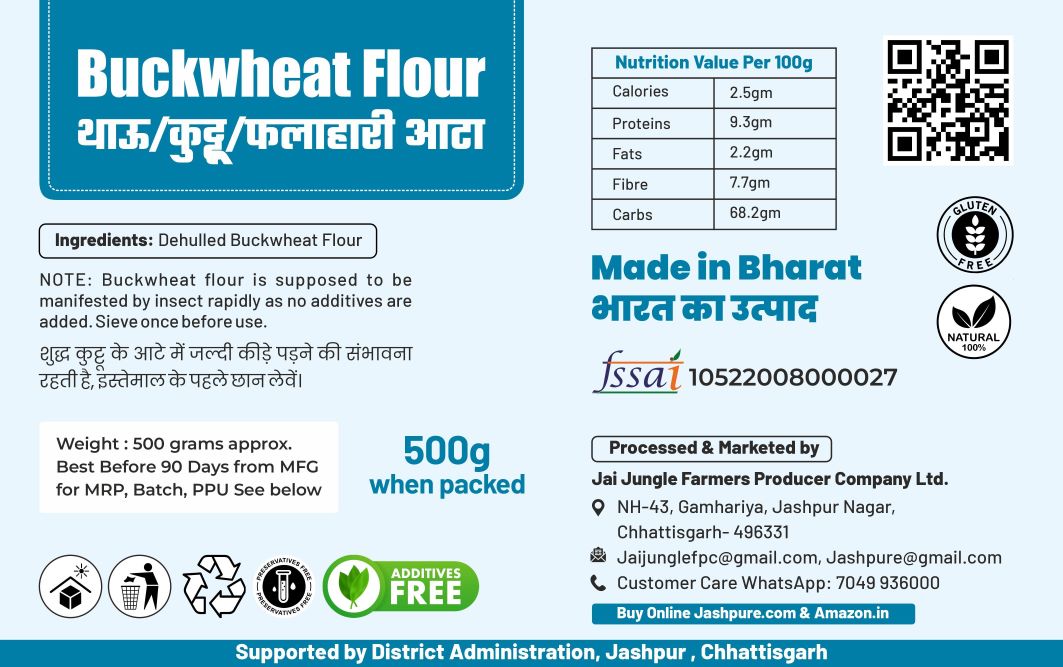 Buckwheat Flour
थाऊ/कुट्टू/फलाहारी आटा
Ingredients: Dehulled Buckwheat Flour
NOTE: Buckwheat flour is supposed to be
manifested by insect rapidly as no additives are
added. Sieve once before use.
शुद्ध कुट्टू के आटे में जल्दी कीड़े पड़ने की संभावना
रहती है, इस्तेमाल के पहले छान लेवें।
Weight : 500 grams approx.
Best Before 90 Days from MFG
for MRP, Batch, PPU See below
500g
when packed
PRESERVATIVES FREE
PRESERVATIVES FREE
ADDITIVES
FREE
Nutrition Value Per 100g
Calories 2.5gm
Proteins 9.3gm
Fats 2.2gm
Fibre 7.7gm
Carbs 68.2gm
GLUTEN
FREE
NATURAL
100%
Made in Bharat
भारत का उत्पाद
fssai 10522008000027
Processed & Marketed by
Jai Jungle Farmers Producer Company Ltd.
NH-43, Gamhariya, Jashpur Nagar,
Chhattisgarh- 496331
Jaijunglefpc@gmail.com, Jashpure@gmail.com
Customer Care WhatsApp: 7049 936000
Buy Online Jashpure.com & Amazon.in
Supported by District Administration, Jashpur , Chhattisgarh